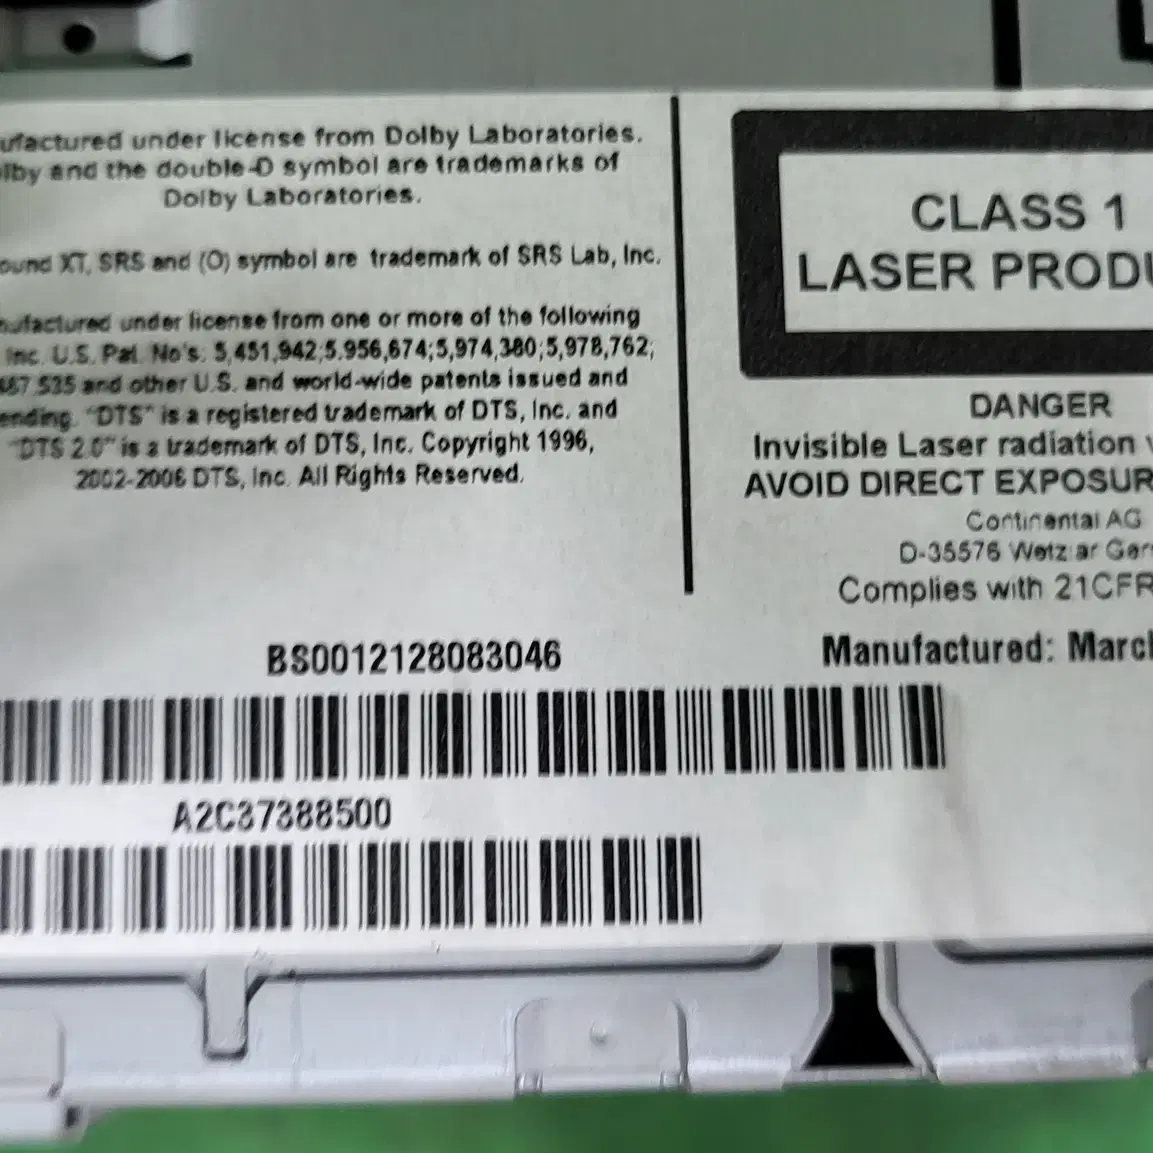 ufactured under license from Dolby Laboratories.
lby and the double-D symbol are trademarks of
Dolby Laboratories.
ound XT, SRS and (O) symbol are trademark of SRS Lab, Inc.
nufactured under license from one or more of the following
Inc. U.S. Pat. No's: 5,451,942;5,956,674;5,974,380;5,978,762;
487,535 and other U.S. and world-wide patents issued and
ending. "DTS" is a registered trademark of DTS, Inc. and
"DTS 2.0" is a trademark of DTS, Inc. Copyright 1996,
2002-2006 DTS, Inc. All Rights Reserved.
CLASS 1
LASER PRODU
DANGER
Invisible Laser radiation
AVOID DIRECT EXPOSUR
Continental AG
D-35576 Wetzlar Ger
Complies with 21CFR
Manufactured: March
BS0012128083046
A2C37388500